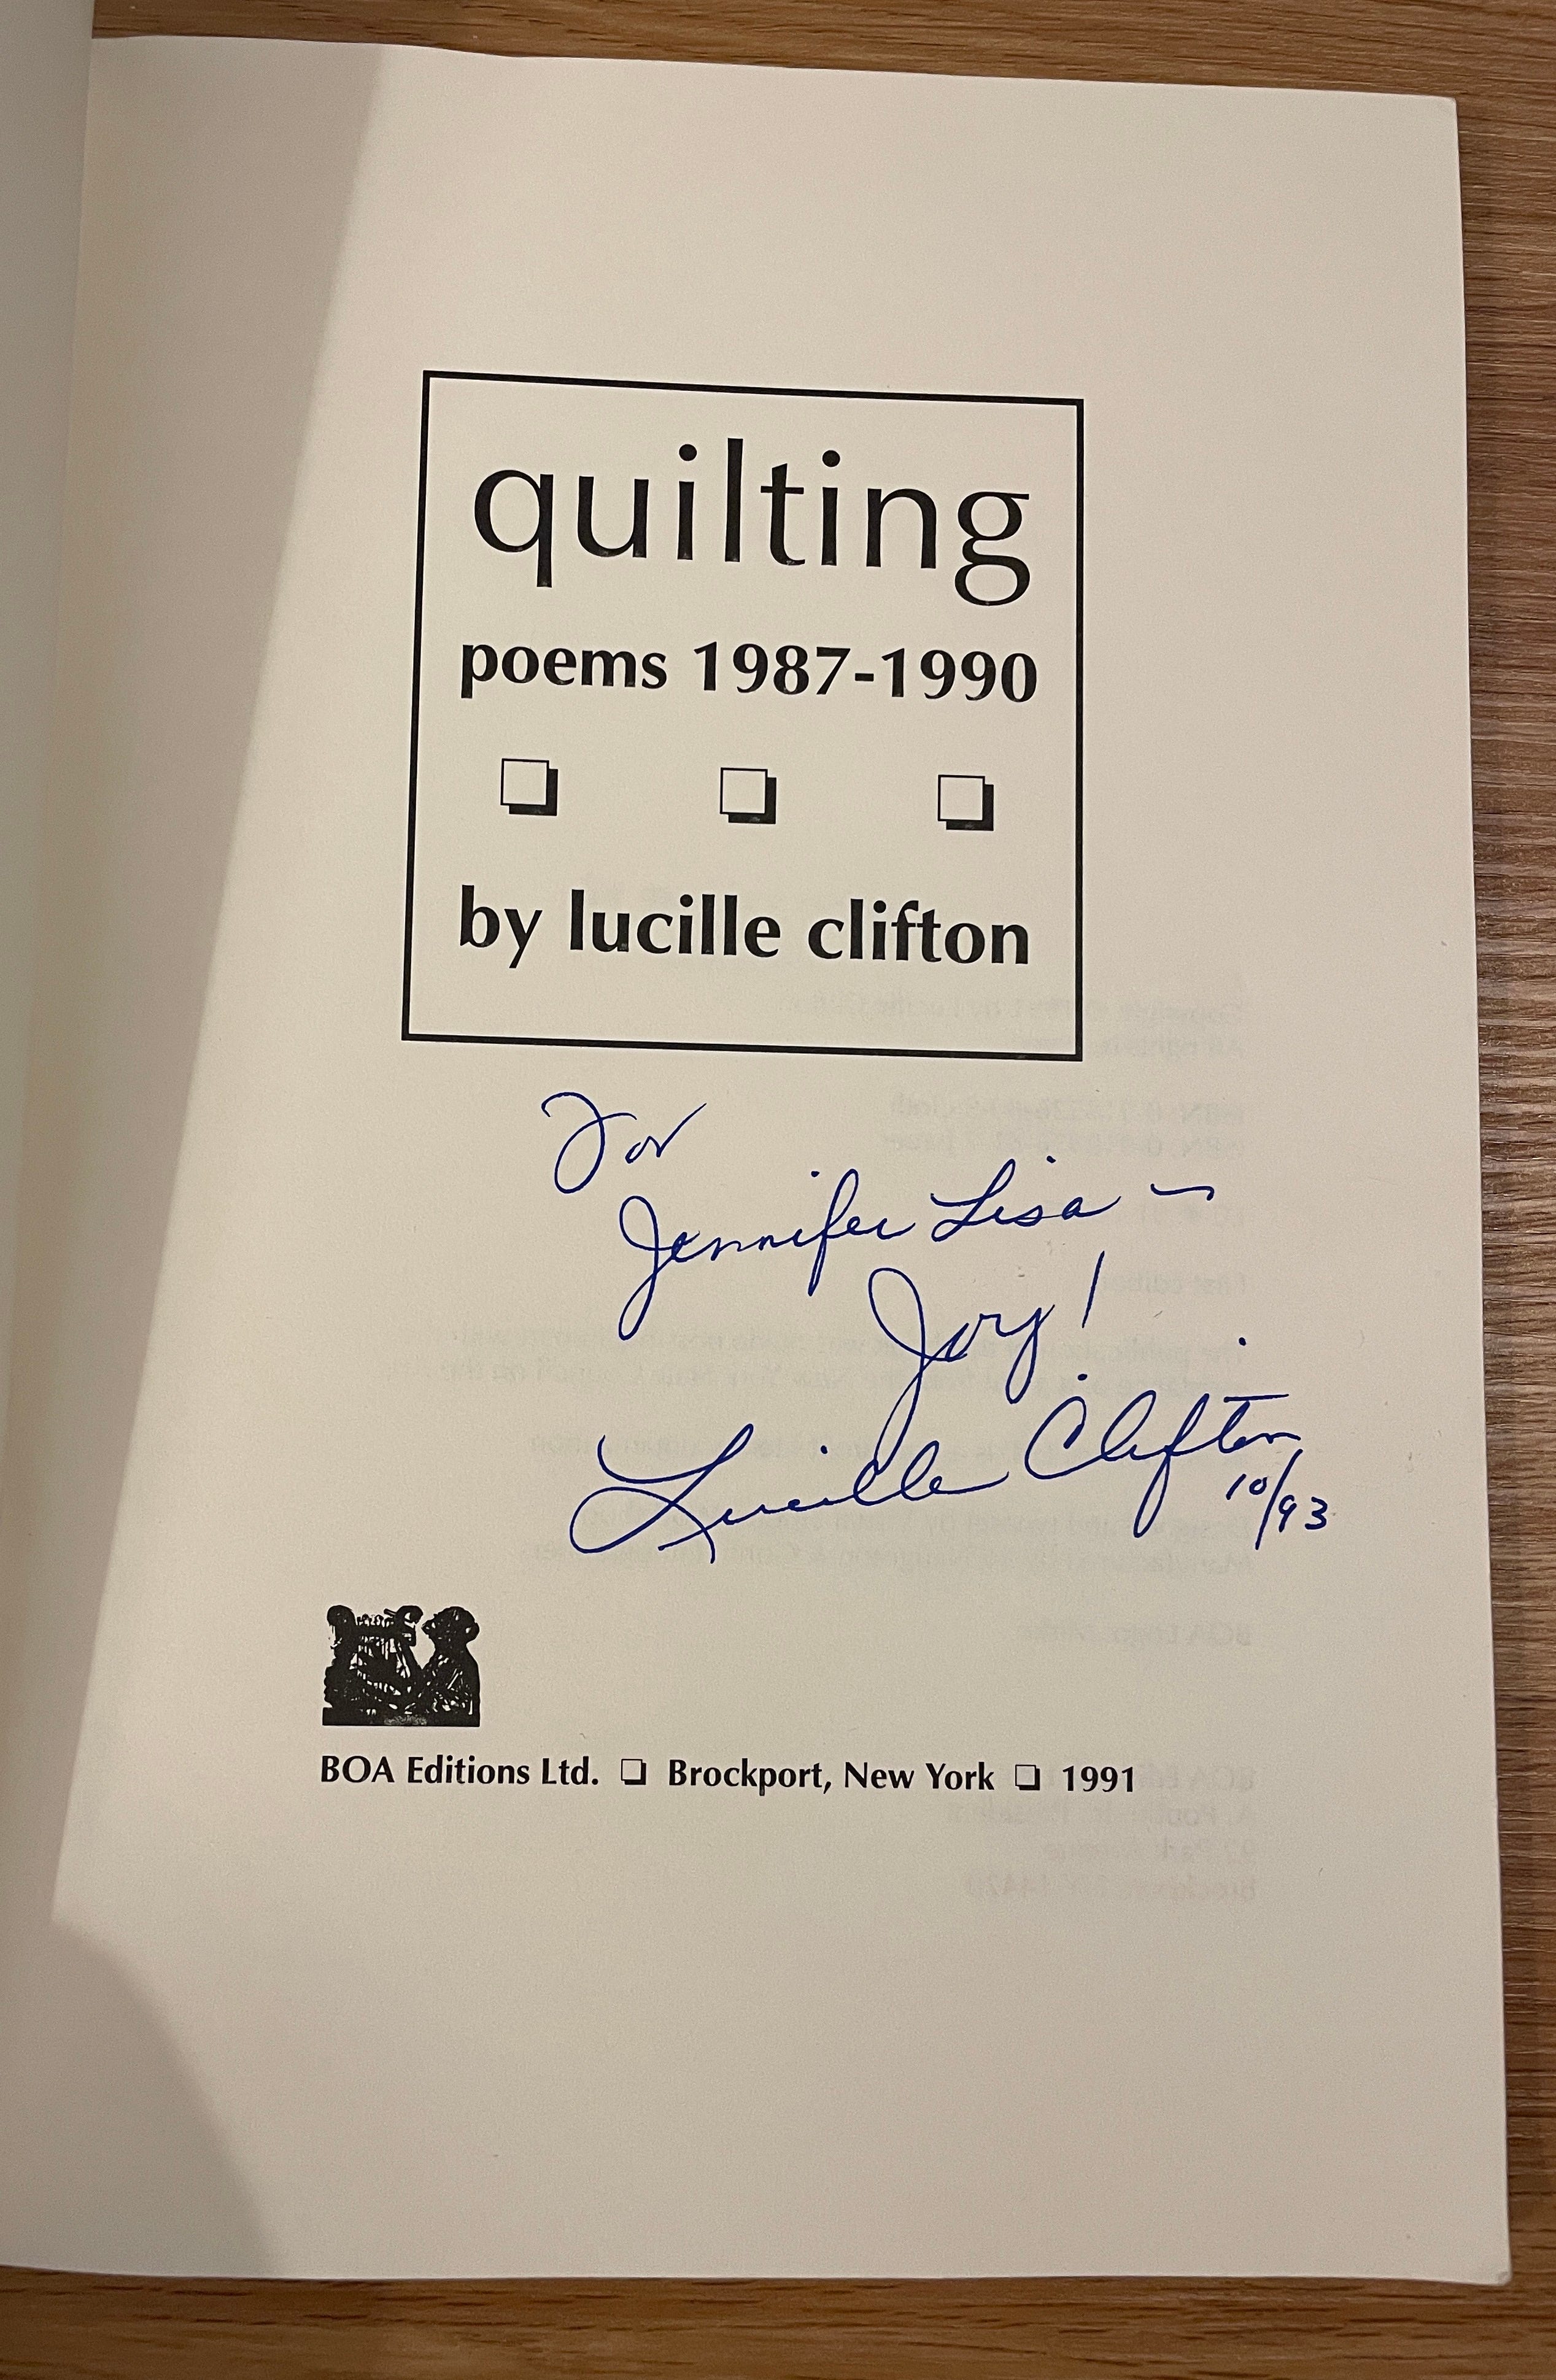 quilting
poems 1987-1990
by lucille clifton
For
Jennifer Lisa —
Joy!
Lucille Clifton
10/93
BOA Editions Ltd. ❏ Brockport, New York ❏ 1991